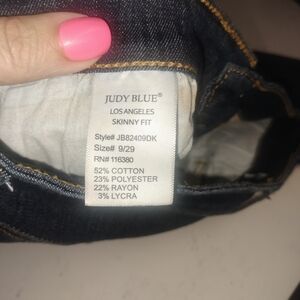 JUDY BLUE®
LOS ANGELES
SKINNY FIT
Style# JB82409DK
Size# 9/29
RN# 116360
52% COTTON
23% POLYESTER
22% RAYON
3% LYCRA